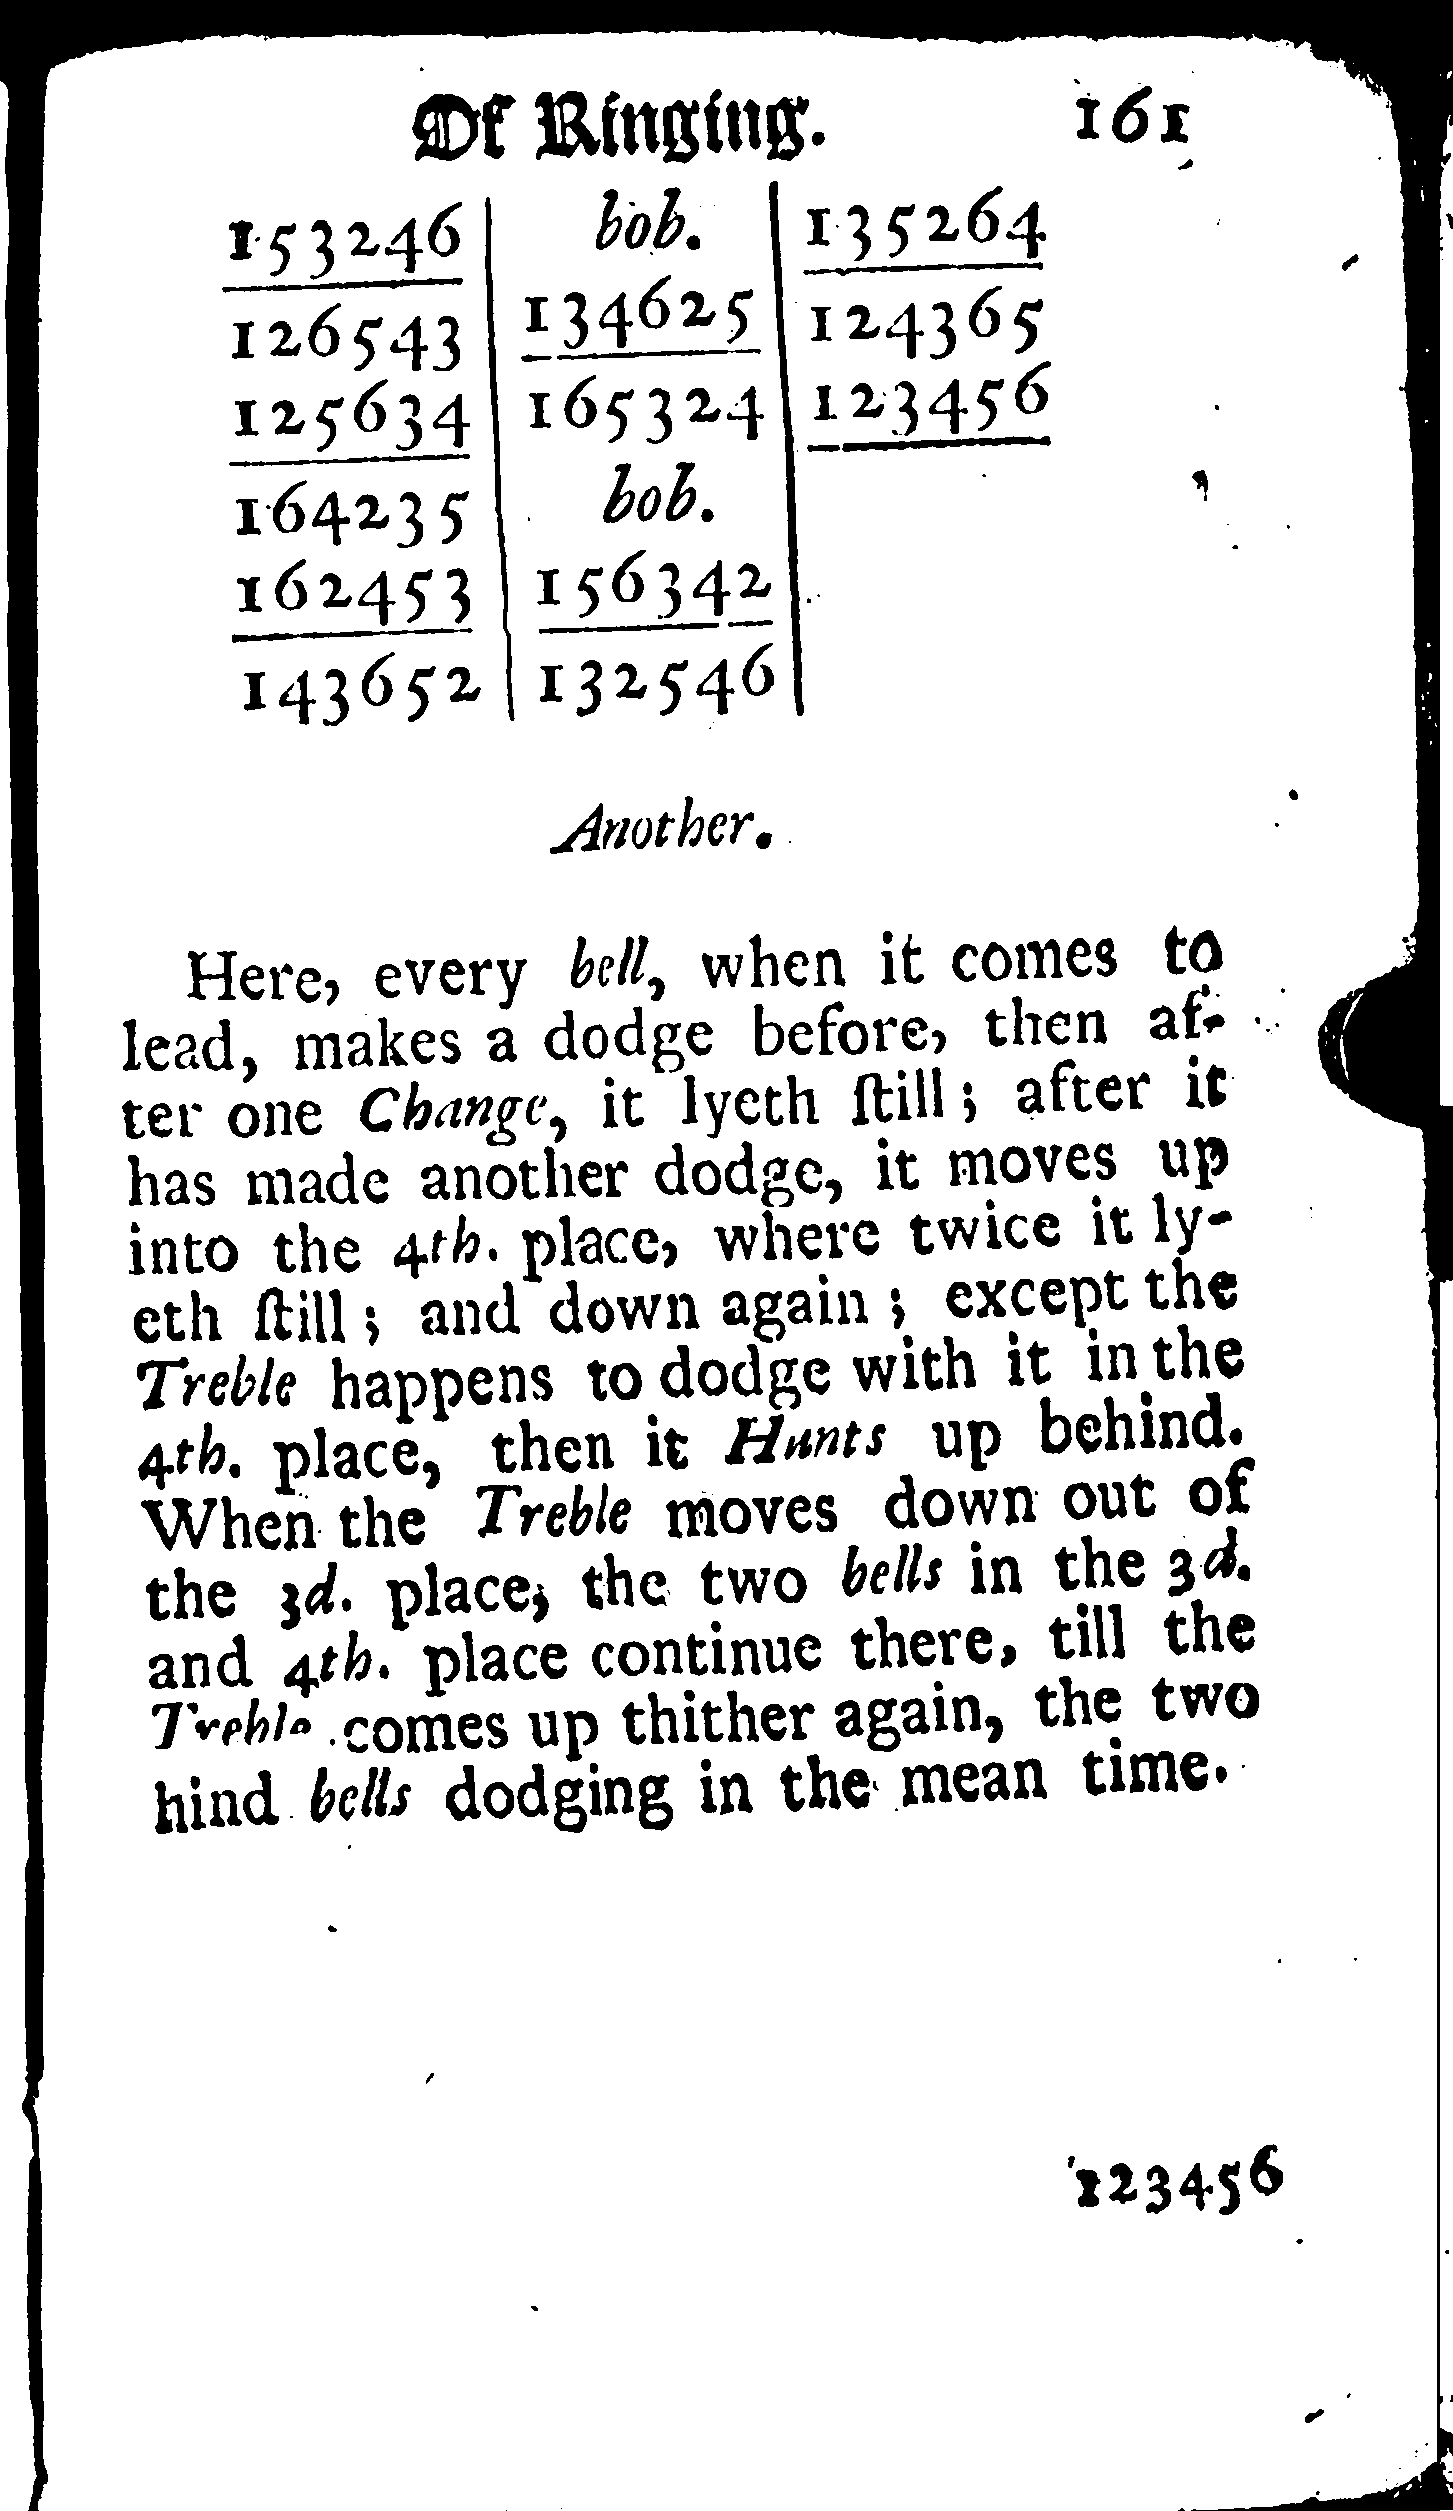 Of Ringing. 161
153246
126543
125634
164235
162453
143652
bob.
134625
165324
bob.
156342
132546
135264
124365
123456
Another.
Here, every bell, when it comes to
lead, makes a dodge before, then af-
ter one Change, it lyeth ſtill; after it
has made another dodge, it moves up
into the 4th. place, where twice it ly-
eth ſtill; and down again; except the
Treble happens to dodge with it in the
4th. place, then it Hunts up behind.
When the Treble moves down out of
the 3d. place, the two bells in the 3d.
and 4th. place continue there, till the
Treble comes up thither again, the two
hind bells dodging in the mean time.
123456